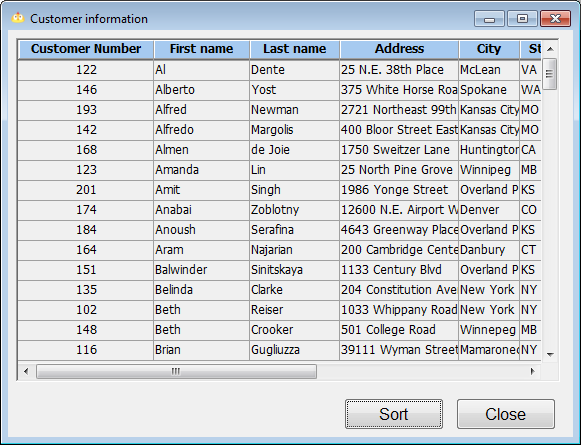 Customer information
Customer Number First name Last name Address City St
122 Al Dente 25 N.E. 38th Place McLean VA
146 Alberto Yost 375 White Horse Roa Spokane WA
193 Alfred Newman 2721 Northeast 99th Kansas City MO
142 Alfredo Margolis 400 Bloor Street East Kansas City MO
168 Almen de Joie 1750 Sweitzer Lane Huntington CA
123 Amanda Lin 25 North Pine Grove Winnipeg MB
201 Amit Singh 1986 Yonge Street Overland P KS
174 Anabai Zoblotny 12600 N.E. Airport W Denver CO
184 Anoush Serafina 4643 Greenway Place Overland P KS
164 Aram Najarian 200 Cambridge Cente Danbury CT
151 Balwinder Sinitskaya 1133 Century Blvd Overland P KS
135 Belinda Clarke 204 Constitution Ave New York NY
102 Beth Reiser 1033 Whippany Road New York NY
148 Beth Crooker 501 College Road Winnepeg MB
116 Brian Gugliuzza 39111 Wyman Street Mamaronec NY
Sort Close